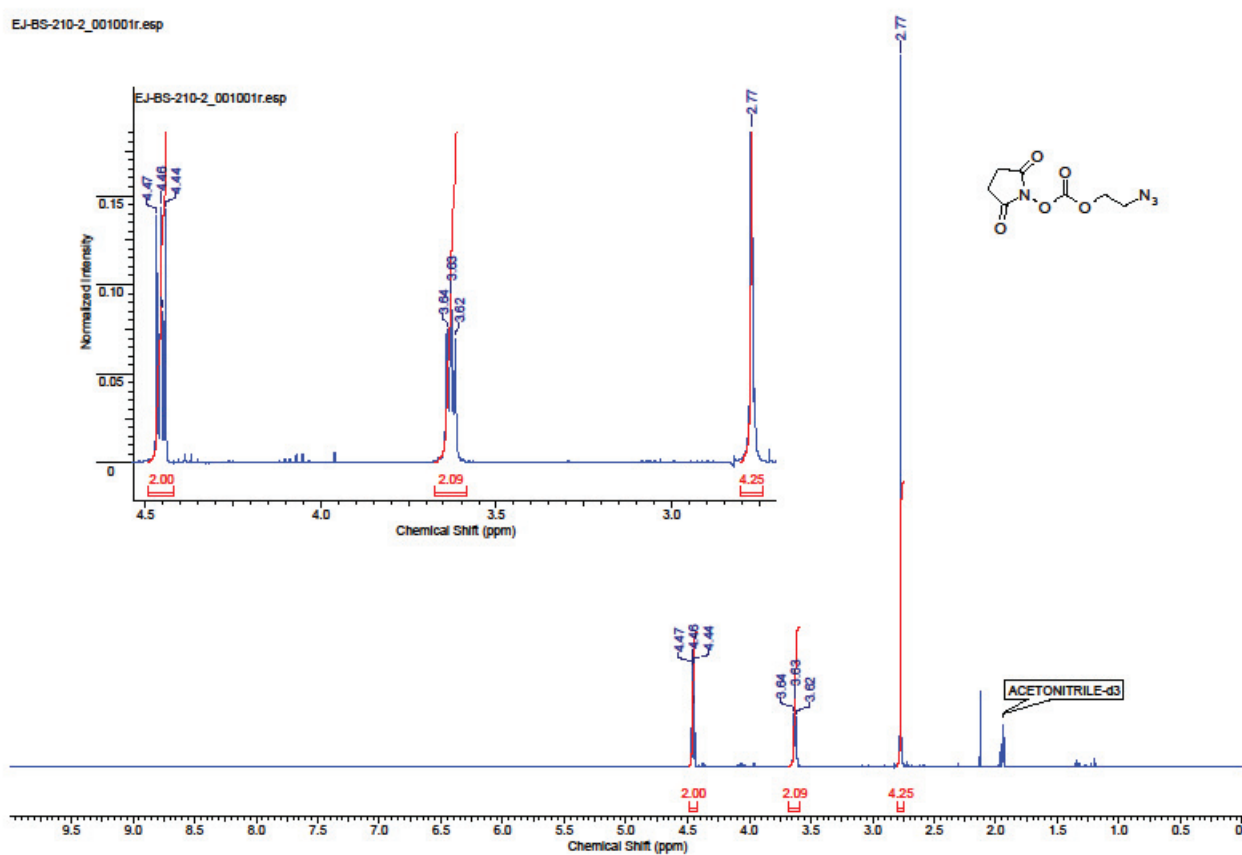 EJ-BS-210-2_001001r.esp
2.77
EJ-BS-210-2_001001r.esp
2.77
4.47
4.46
4.44
3.64
3.63
3.62
Normalized Intensity
0.15
0.10
0.05
0
2.00
2.09
4.25
4.5 4.0 3.5 3.0
Chemical Shift (ppm)
O
N
O
O
O
O
N3
4.47
4.46
4.44
3.64
3.63
3.62
ACETONITRILE-d3
2.00
2.09
4.25
9.5 9.0 8.5 8.0 7.5 7.0 6.5 6.0 5.5 5.0 4.5 4.0 3.5 3.0 2.5 2.0 1.5 1.0 0.5 0
Chemical Shift (ppm)